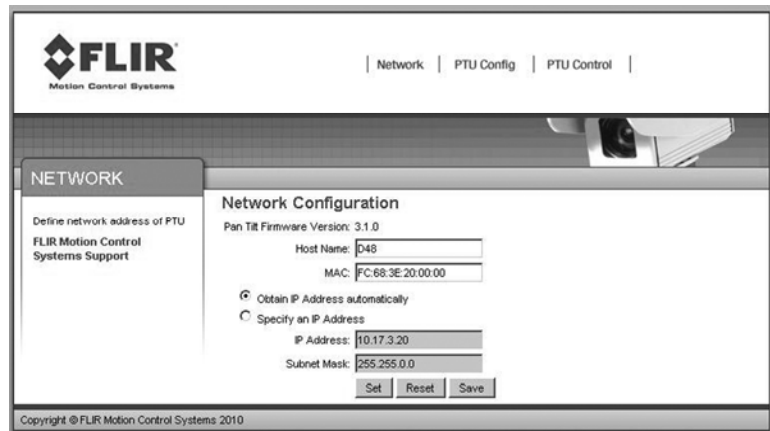 FLIR
Motion Control Systems
| Network | PTU Config | PTU Control |
NETWORK
Define network address of PTU
FLIR Motion Control
Systems Support
Network Configuration
Pan Tilt Firmware Version: 3.1.0
Host Name: D48
MAC: FC:68:3E:20:00:00
Obtain IP Address automatically
Specify an IP Address
IP Address: 10.17.3.20
Subnet Mask: 255.255.0.0
Set Reset Save
Copyright © FLIR Motion Control Systems 2010